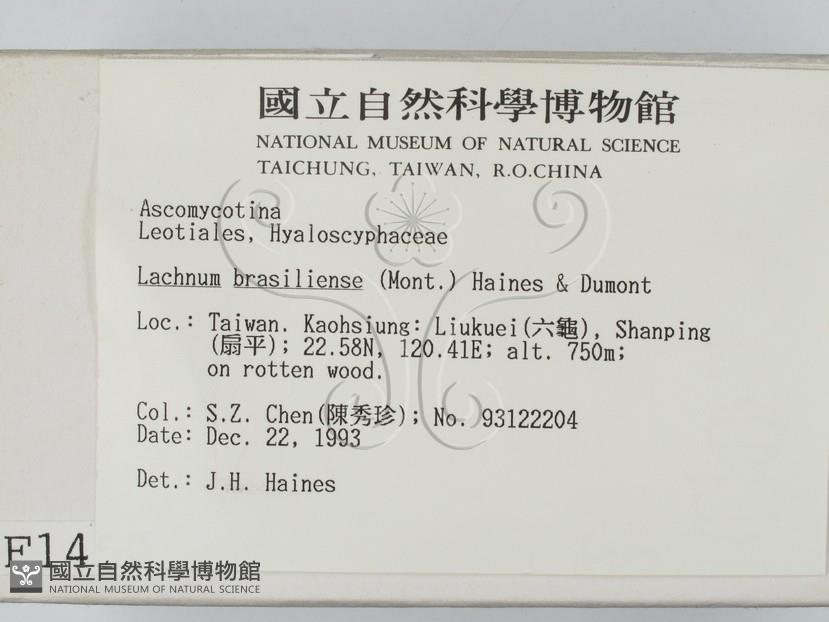 國立自然科學博物館
NATIONAL MUSEUM OF NATURAL SCIENCE
TAICHUNG, TAIWAN, R.O.CHINA
Ascomycotina
Leotiales, Hyaloscyphaceae
Lachnum brasiliense (Mont.) Haines & Dumont
Loc.: Taiwan. Kaohsiung: Liukuei(六龜), Shanping
(扇平); 22.58N, 120.41E; alt. 750m;
on rotten wood.
Col.: S.Z. Chen(陳秀珍); No. 93122204
Date: Dec. 22, 1993
Det.: J.H. Haines
F14
國立自然科學博物館
NATIONAL MUSEUM OF NATURAL SCIENCE